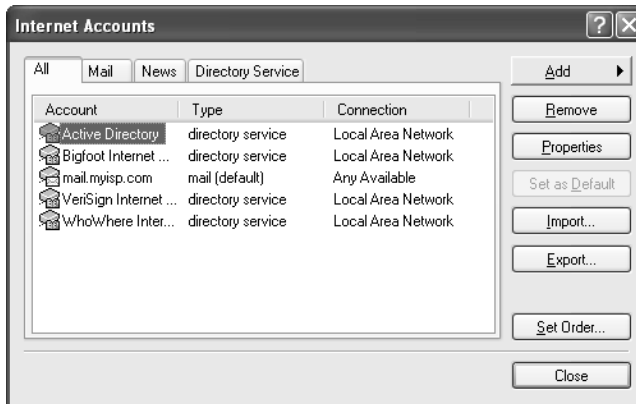 Internet Accounts
All Mail News Directory Service
Account Type Connection
Active Directory directory service Local Area Network
Bigfoot Internet ... directory service Local Area Network
mail.myisp.com mail (default) Any Available
VeriSign Internet ... directory service Local Area Network
WhoWhere Inter... directory service Local Area Network
Add
Remove
Properties
Set as Default
Import...
Export...
Set Order...
Close